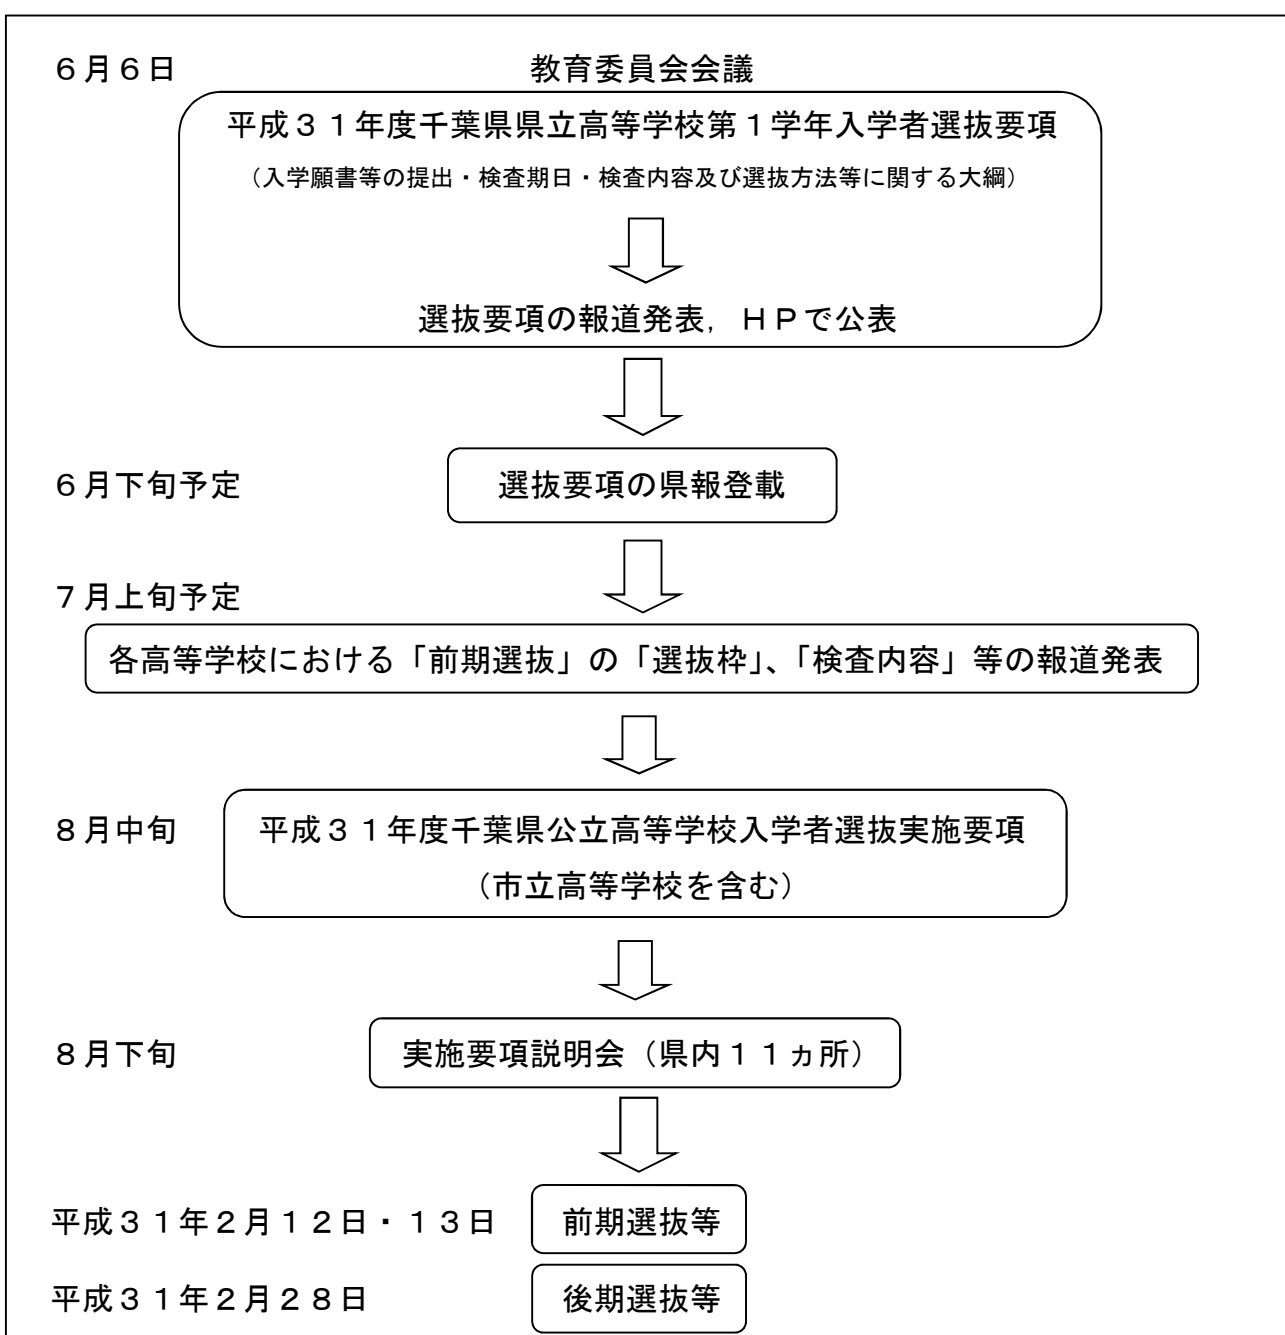 ６月６日　教育委員会会議
平成３１年度千葉県県立高等学校第１学年入学者選抜要項
（入学願書等の提出・検査期日・検査内容及び選抜方法等に関する大綱）
選抜要項の報道発表，ＨＰで公表
６月下旬予定　選抜要項の県報登載
７月上旬予定
各高等学校における「前期選抜」の「選抜枠」、「検査内容」等の報道発表
８月中旬　平成３１年度千葉県公立高等学校入学者選抜実施要項
（市立高等学校を含む）
８月下旬　実施要項説明会（県内１１ヵ所）
平成３１年２月１２日・１３日　前期選抜等
平成３１年２月２８日　後期選抜等